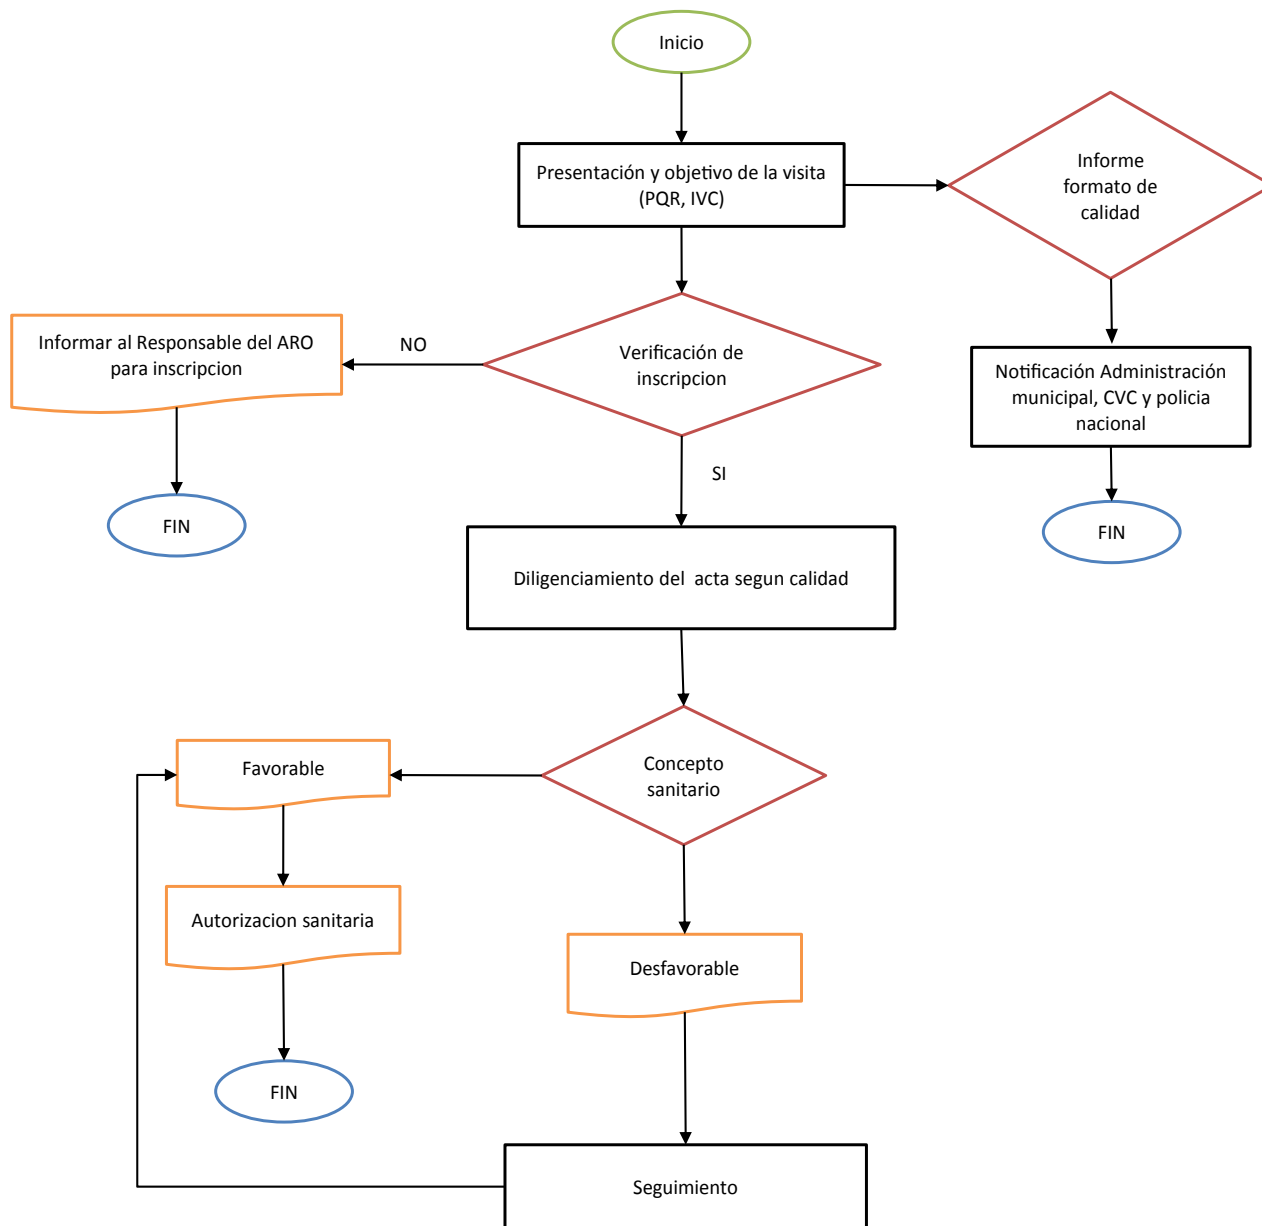 Inicio
Presentación y objetivo de la visita
(PQR, IVC)
Informe
formato de
calidad
Informar al Responsable del ARO
para inscripcion
NO
Verificación de
inscripcion
Notificación Administración
municipal, CVC y policia
nacional
SI
FIN
FIN
Diligenciamiento del  acta segun calidad
Favorable
Concepto
sanitario
Autorizacion sanitaria
Desfavorable
FIN
Seguimiento